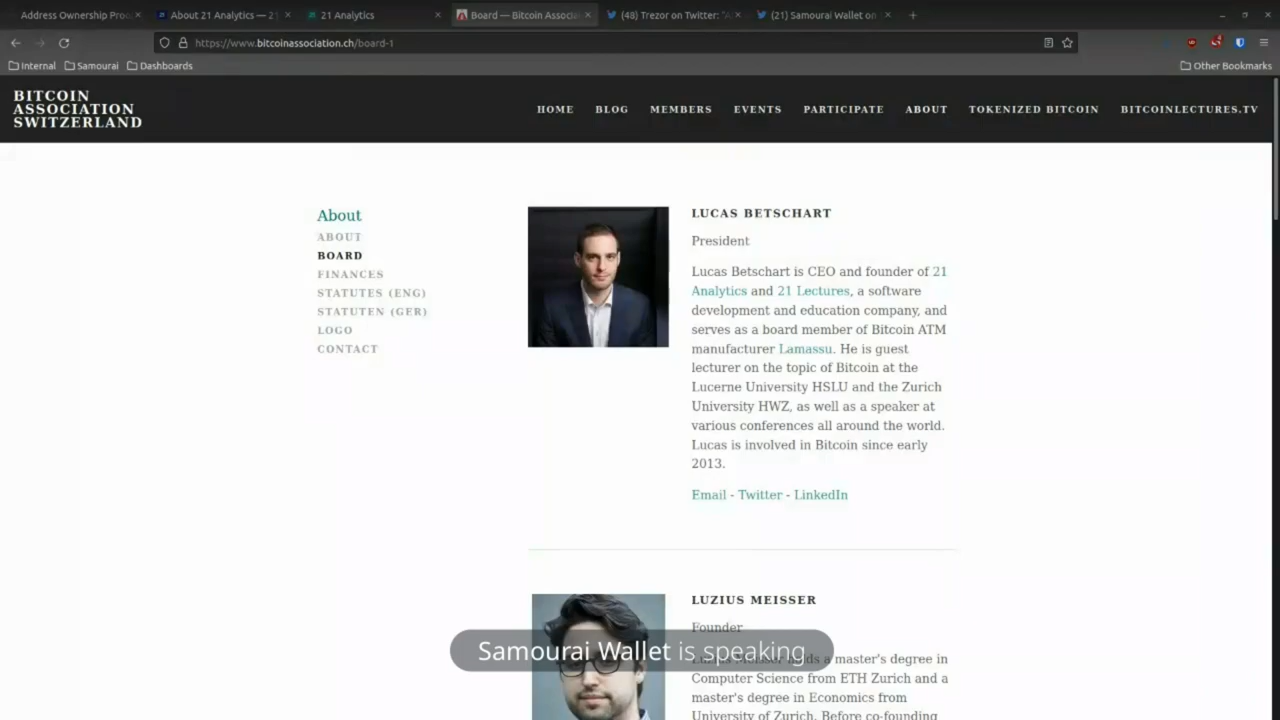 Address Ownership Proo
About 21 Analytics — 21
21 Analytics
Board — Bitcoin Associa
(48) Trezor on Twitter: "
(21) Samourai Wallet on
https://www.bitcoinassociation.ch/board-1
Internal
Samourai
Dashboards
Other Bookmarks
BITCOIN
ASSOCIATION
SWITZERLAND
HOME BLOG MEMBERS EVENTS PARTICIPATE ABOUT TOKENIZED BITCOIN BITCOINLECTURES.TV
About
ABOUT
BOARD
FINANCES
STATUTES (ENG)
STATUTEN (GER)
LOGO
CONTACT
LUCAS BETSCHART
President
Lucas Betschart is CEO and founder of 21
Analytics and 21 Lectures, a software
development and education company, and
serves as a board member of Bitcoin ATM
manufacturer Lamassu. He is guest
lecturer on the topic of Bitcoin at the
Lucerne University HSLU and the Zurich
University HWZ, as well as a speaker at
various conferences all around the world.
Lucas is involved in Bitcoin since early
2013.
Email - Twitter - LinkedIn
LUZIUS MEISSER
Founder
Samourai Wallet is speaking
a master's degree in
Computer Science from ETH Zurich and a
master's degree in Economics from
University of Zurich. Before co-founding